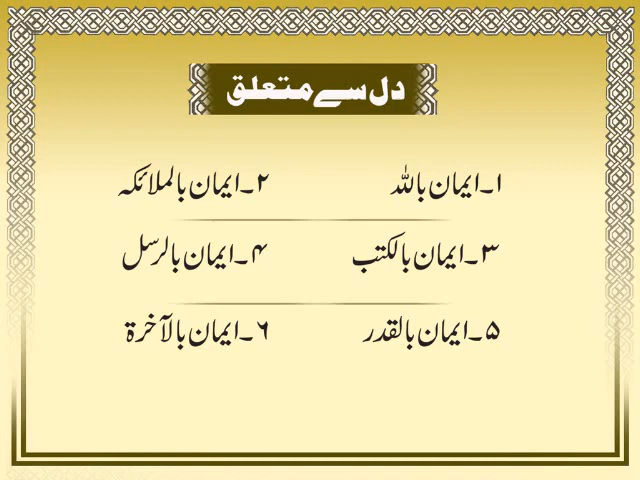 دل سے متعلق
۱۔ ایمان باللہ ۲۔ ایمان بالملائکہ
۳۔ ایمان بالکتب ۴۔ ایمان بالرسل
۵۔ ایمان بالقدر ۶۔ ایمان بالآخرۃ